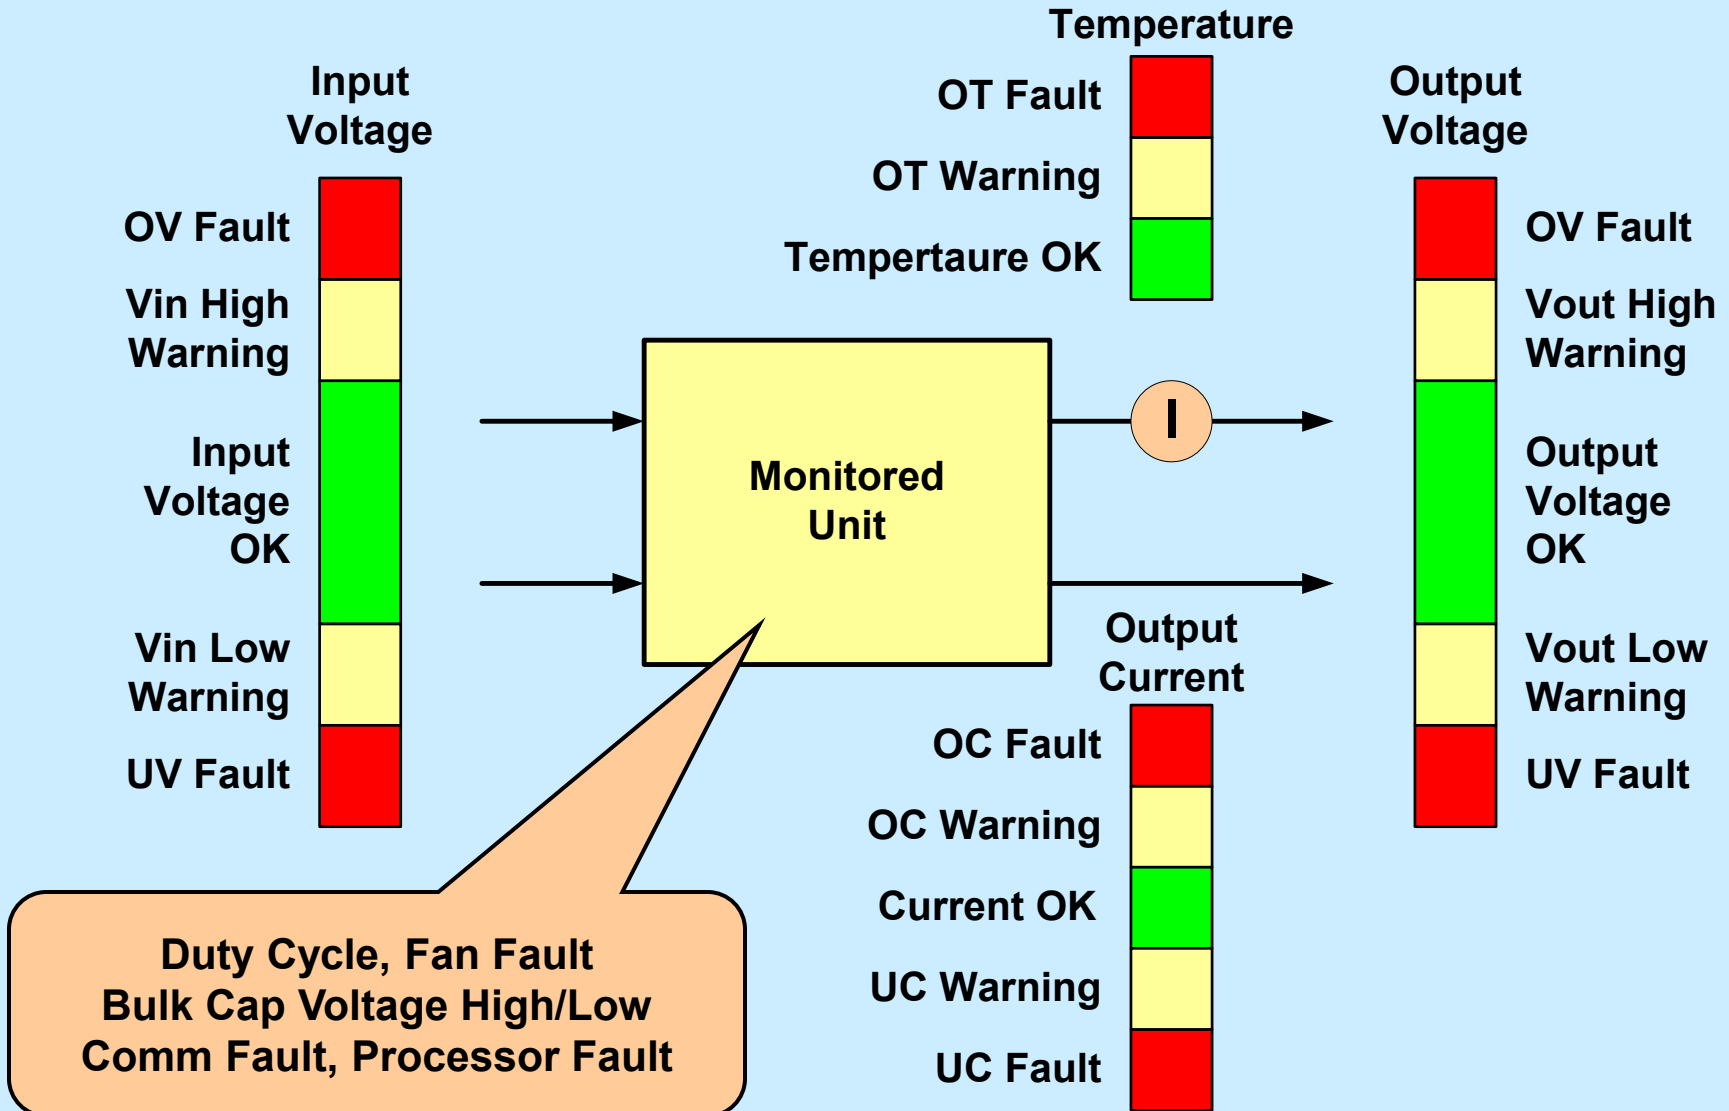 Temperature
OT Fault
OT Warning
Tempertaure OK
Input
Voltage
OV Fault
Vin High
Warning
Input
Voltage
OK
Vin Low
Warning
UV Fault
Monitored
Unit
I
Output
Voltage
OV Fault
Vout High
Warning
Output
Voltage
OK
Vout Low
Warning
UV Fault
Output
Current
OC Fault
OC Warning
Current OK
UC Warning
UC Fault
Duty Cycle, Fan Fault
Bulk Cap Voltage High/Low
Comm Fault, Processor Fault